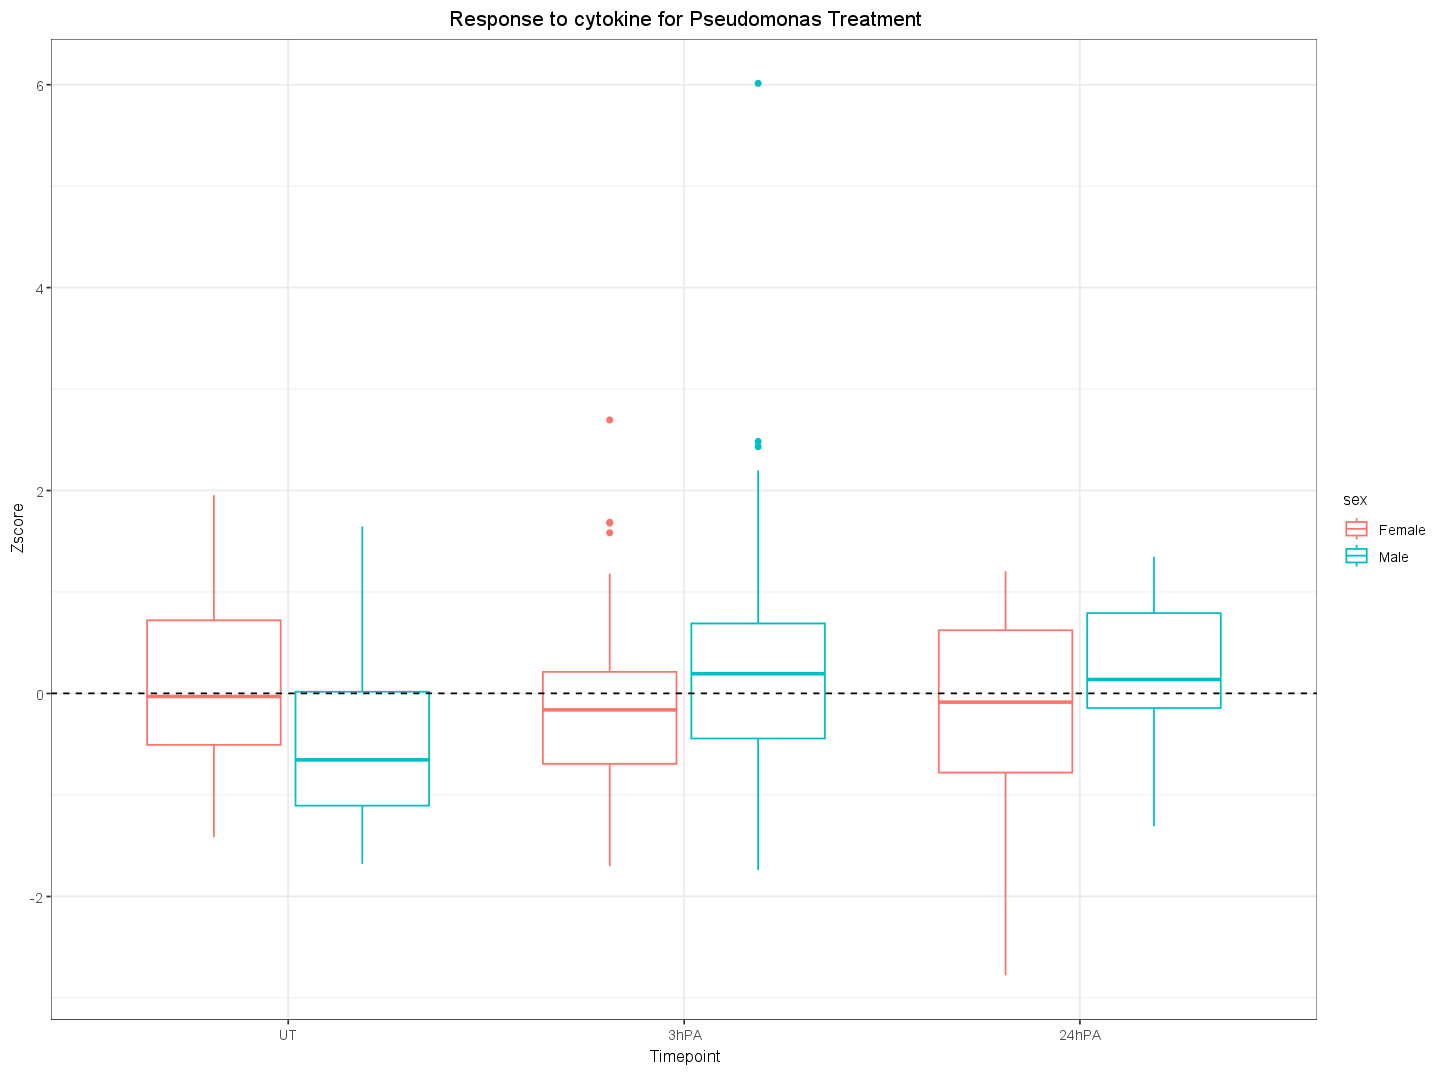 Response to cytokine for Pseudomonas Treatment
6
4
2
0
-2
Zscore
UT
3hPA
24hPA
Timepoint
sex
Female
Male